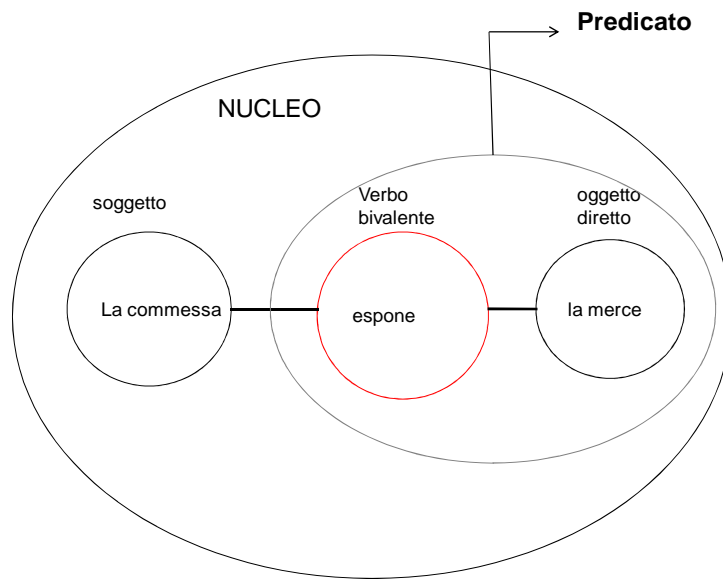 Predicato
NUCLEO
soggetto
Verbo
bivalente
oggetto
diretto
La commessa
espone
la merce